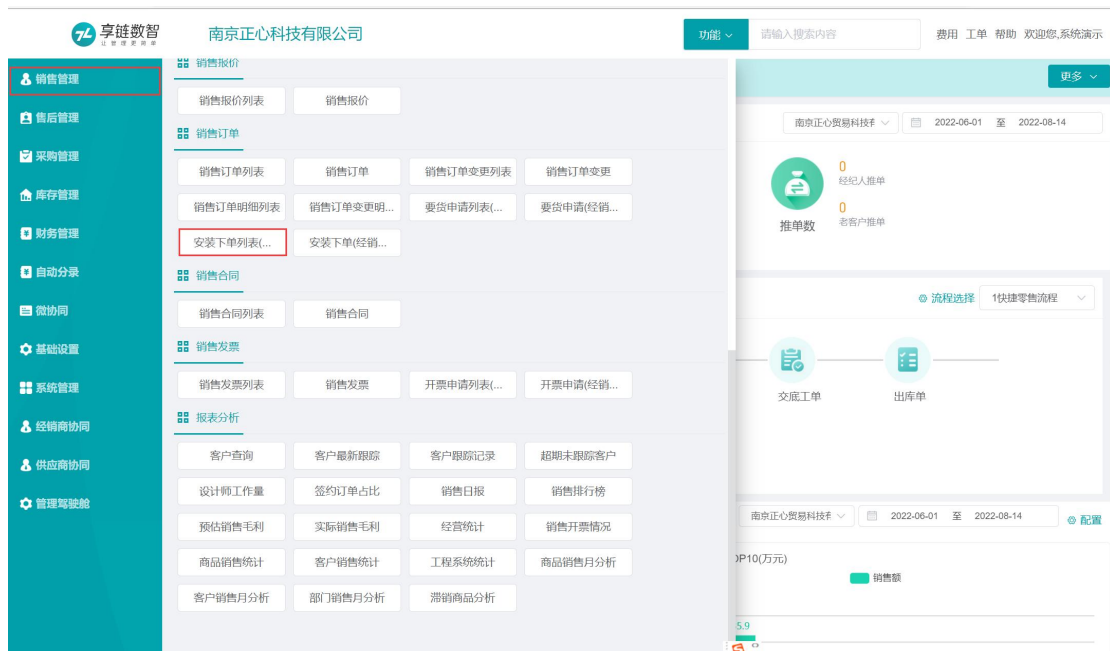 享链数智
让管理更简单
南京正心科技有限公司
功能
请输入搜索内容
费用 工单 帮助 欢迎您,系统演示
销售管理
售后管理
采购管理
库存管理
财务管理
自动分录
微协同
基础设置
系统管理
经销商协同
供应商协同
管理驾驶舱
销售报价
销售报价列表 销售报价
销售订单
销售订单列表 销售订单 销售订单变更列表 销售订单变更
销售订单明细列表 销售订单变更明... 要货申请列表(... 要货申请(经销...
安装下单列表(... 安装下单(经销...
销售合同
销售合同列表 销售合同
销售发票
销售发票列表 销售发票 开票申请列表(... 开票申请(经销...
报表分析
客户查询 客户最新跟踪 客户跟踪记录 超期未跟踪客户
设计师工作量 签约订单占比 销售日报 销售排行榜
预估销售毛利 实际销售毛利 经营统计 销售开票情况
商品销售统计 客户销售统计 工程系统统计 商品销售月分析
客户销售月分析 部门销售月分析 滞销商品分析
更多
南京正心贸易科技有 2022-06-01 至 2022-08-14
0
经纪人推单
0
老客户推单
推单数
流程选择 1快捷零售流程
交底工单 出库单
南京正心贸易科技有 2022-06-01 至 2022-08-14 配置
OP10(万元)
销售额
5.9